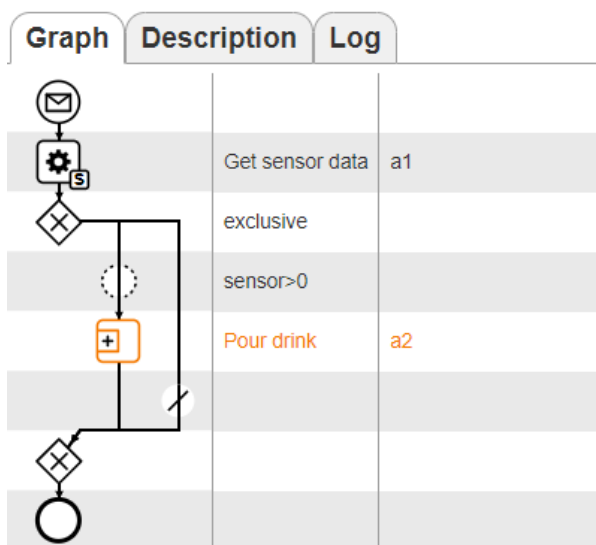 Graph Description Log
S
Get sensor data a1
exclusive
sensor>0
Pour drink a2